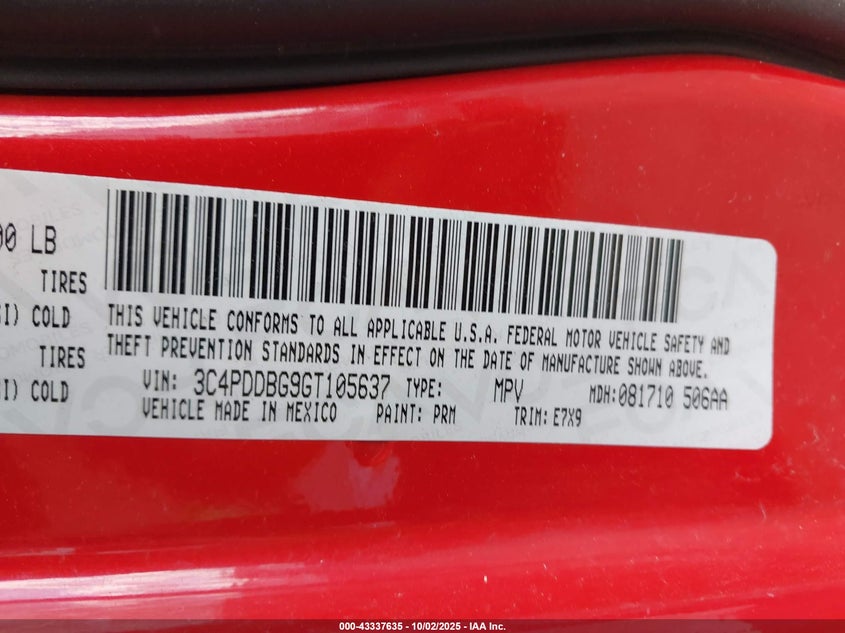 00 LB
TIRES
SI) COLD
TIRES
SI) COLD
THIS VEHICLE CONFORMS TO ALL APPLICABLE U.S.A. FEDERAL MOTOR VEHICLE SAFETY AND
THEFT PREVENTION STANDARDS IN EFFECT ON THE DATE OF MANUFACTURE SHOWN ABOVE.
VIN: 3C4PDDBG9GT105637 TYPE: MPV MDH:081710 506AA
VEHICLE MADE IN MEXICO PAINT: PRM TRIM: E7X9
000-43337635 - 10/02/2025 - IAA Inc.